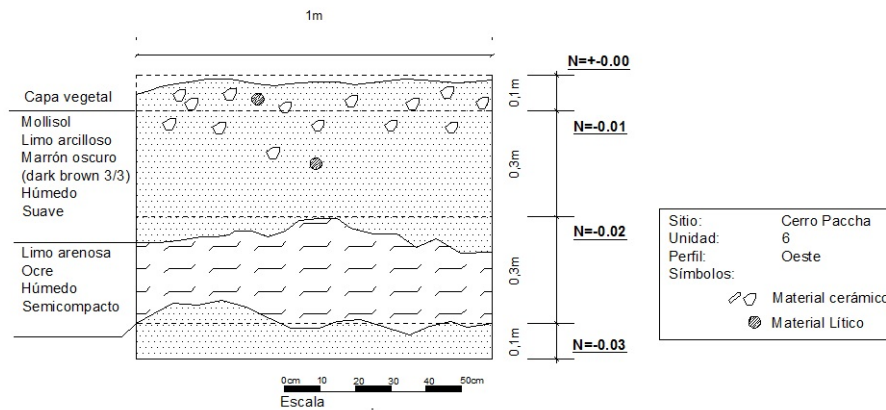 1m
Capa vegetal
Mollisol
Limo arcilloso
Marrón oscuro
(dark brown 3/3)
Húmedo
Suave
Limo arenosa
Ocre
Húmedo
Semicompacto
N=+-0.00
0,1m
N=-0.01
0,3m
N=-0.02
0,3m
N=-0.03
0,1m
Sitio: Cerro Paccha
Unidad: 6
Perfil: Oeste
Símbolos:
Material cerámico
Material Lítico
0cm 10 20 30 40 50cm
Escala